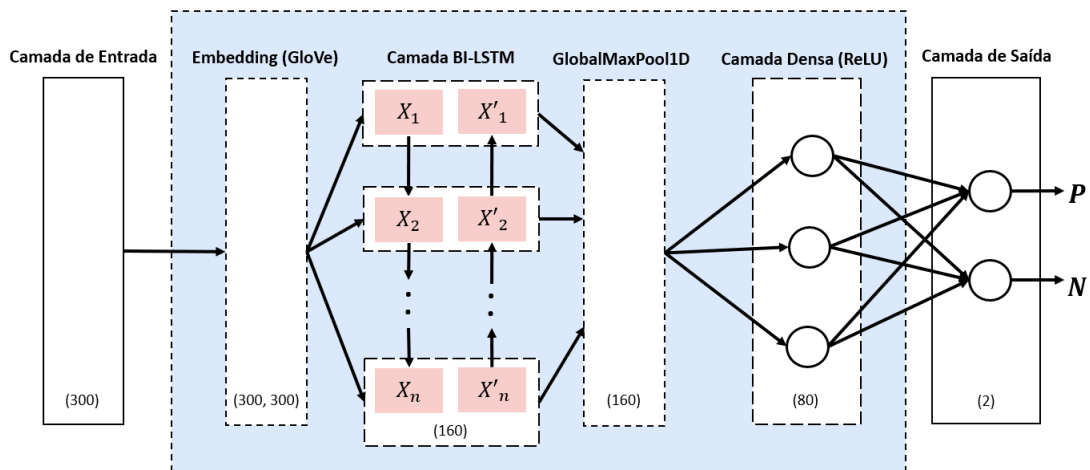 Camada de Entrada
Embedding (GloVe)
Camada BI-LSTM
GlobalMaxPool1D
Camada Densa (ReLU)
Camada de Saída
X₁ X′₁
X₂ X′₂
Xₙ X′ₙ
P
N
(300)
(300, 300)
(160)
(160)
(80)
(2)